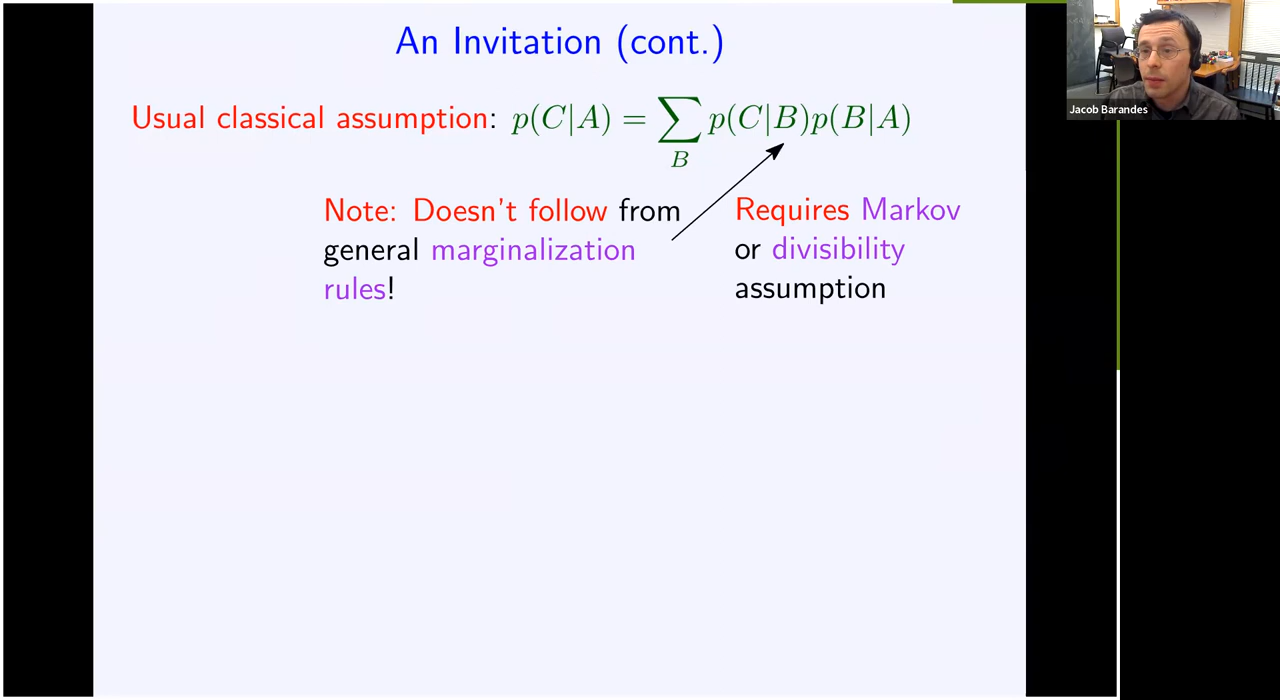 An Invitation (cont.)
Jacob Barandes
Usual classical assumption: p(C|A) = ∑ p(C|B)p(B|A)
B
Note: Doesn't follow from
general marginalization
rules!
Requires Markov
or divisibility
assumption